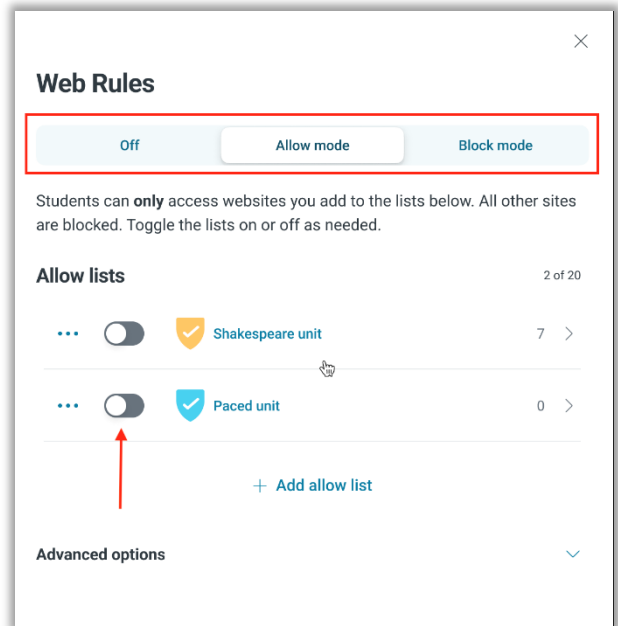 Web Rules
Off Allow mode Block mode
Students can only access websites you add to the lists below. All other sites
are blocked. Toggle the lists on or off as needed.
Allow lists 2 of 20
Shakespeare unit 7
Paced unit 0
+ Add allow list
Advanced options